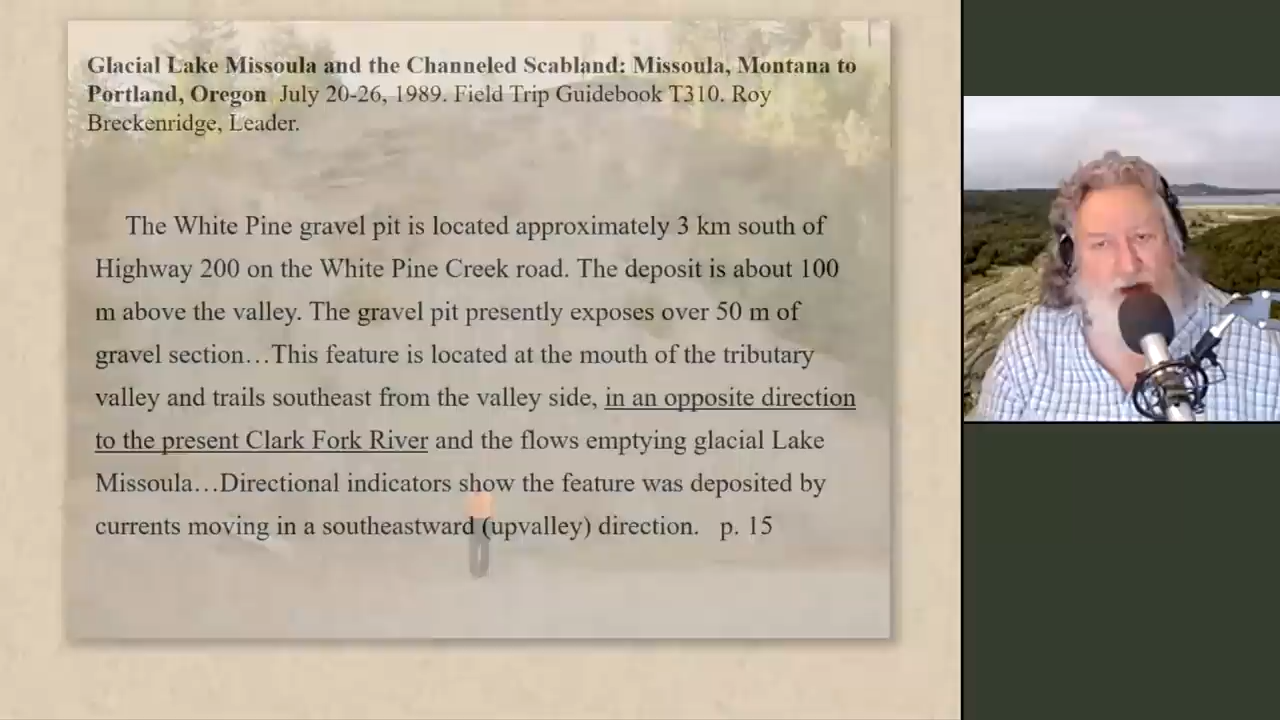 Glacial Lake Missoula and the Channeled Scabland: Missoula, Montana to
Portland, Oregon July 20-26, 1989. Field Trip Guidebook T310. Roy
Breckenridge, Leader.
The White Pine gravel pit is located approximately 3 km south of
Highway 200 on the White Pine Creek road. The deposit is about 100
m above the valley. The gravel pit presently exposes over 50 m of
gravel section…This feature is located at the mouth of the tributary
valley and trails southeast from the valley side, in an opposite direction
to the present Clark Fork River and the flows emptying glacial Lake
Missoula…Directional indicators show the feature was deposited by
currents moving in a southeastward (upvalley) direction. p. 15